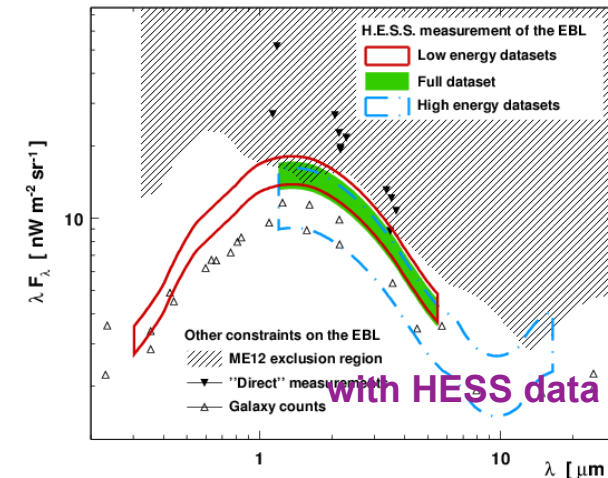 H.E.S.S. measurement of the EBL
Low energy datasets
Full dataset
High energy datasets
λ Fλ [ nW m⁻² sr⁻¹ ]
10
Other constraints on the EBL
ME12 exclusion region
"Direct" measurements
Galaxy counts
with HESS data
1
10
λ [ μm